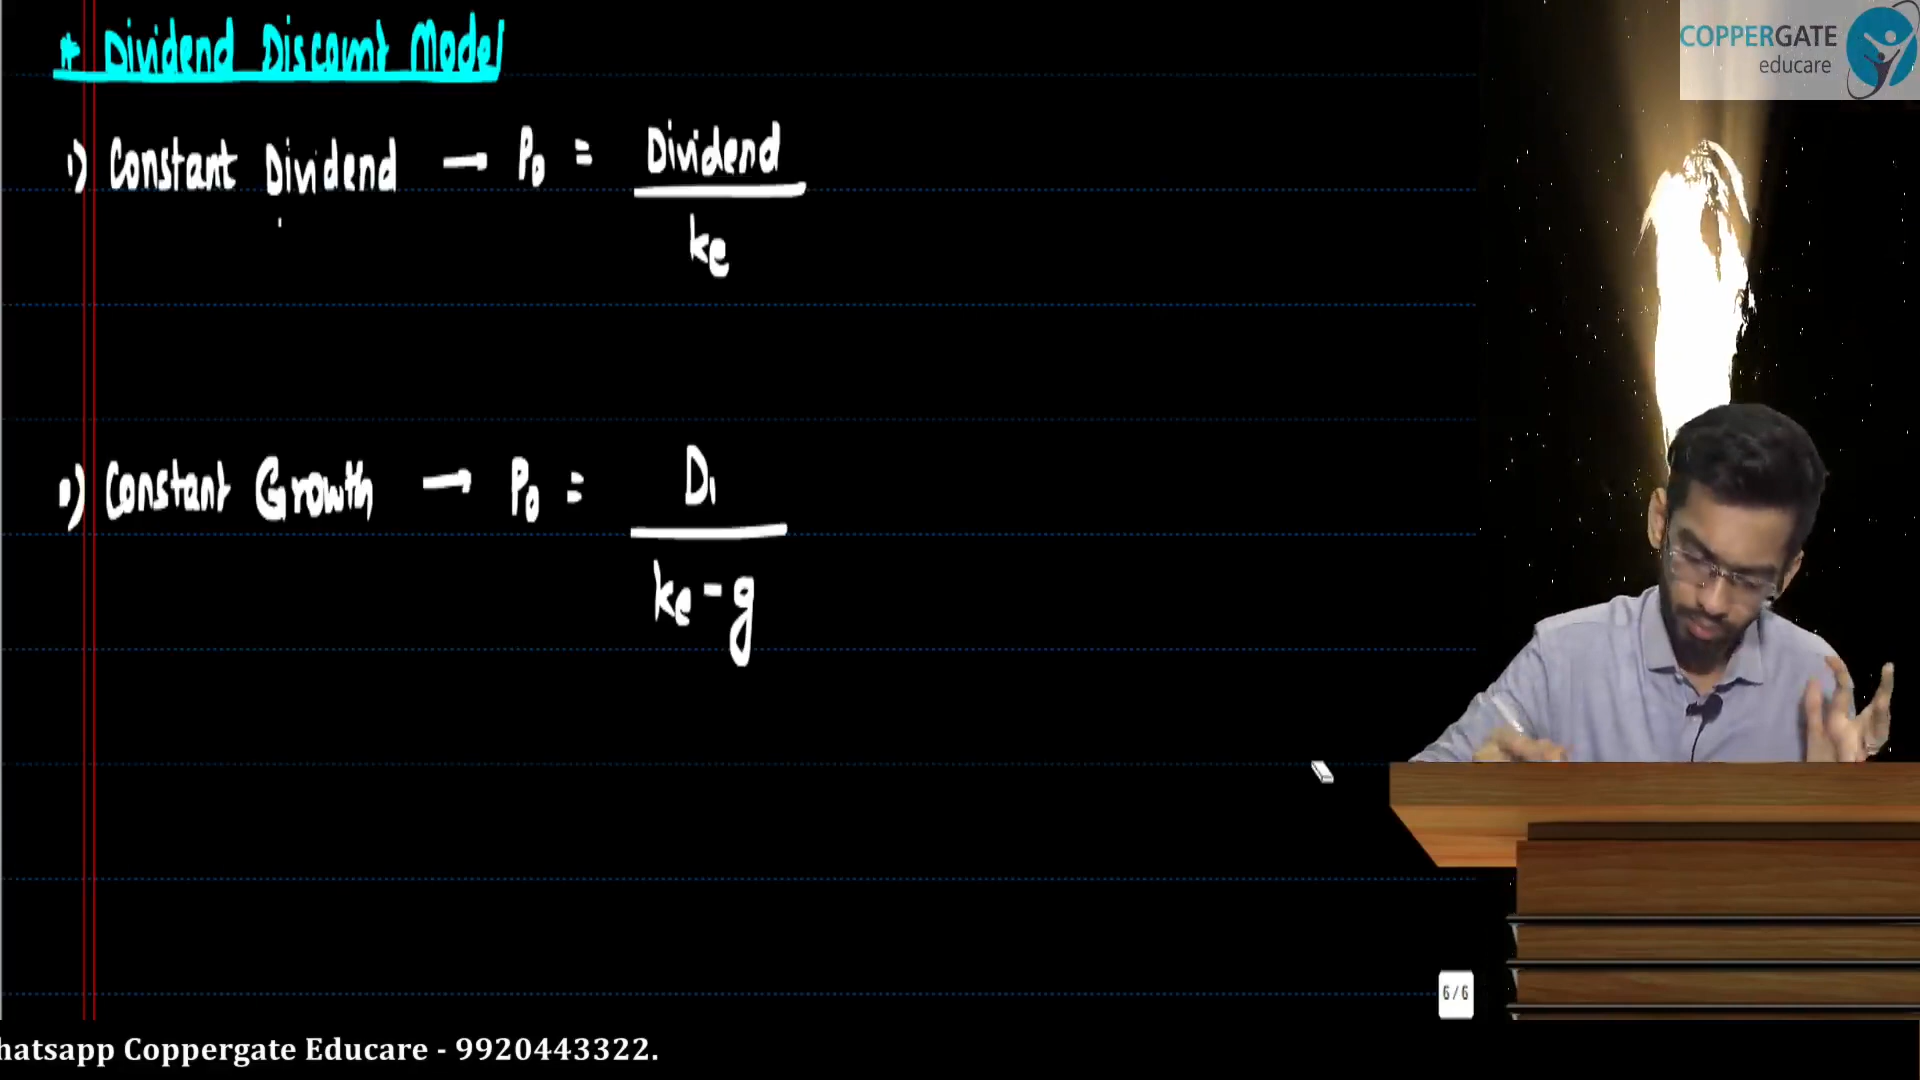 * Dividend Discount Model
1) Constant Dividend → P₀ = Dividend / ke
) Constant Growth → P₀ = D₁ / ke - g
COPPERGATE
educare
6/6
hatsapp Coppergate Educare - 9920443322.